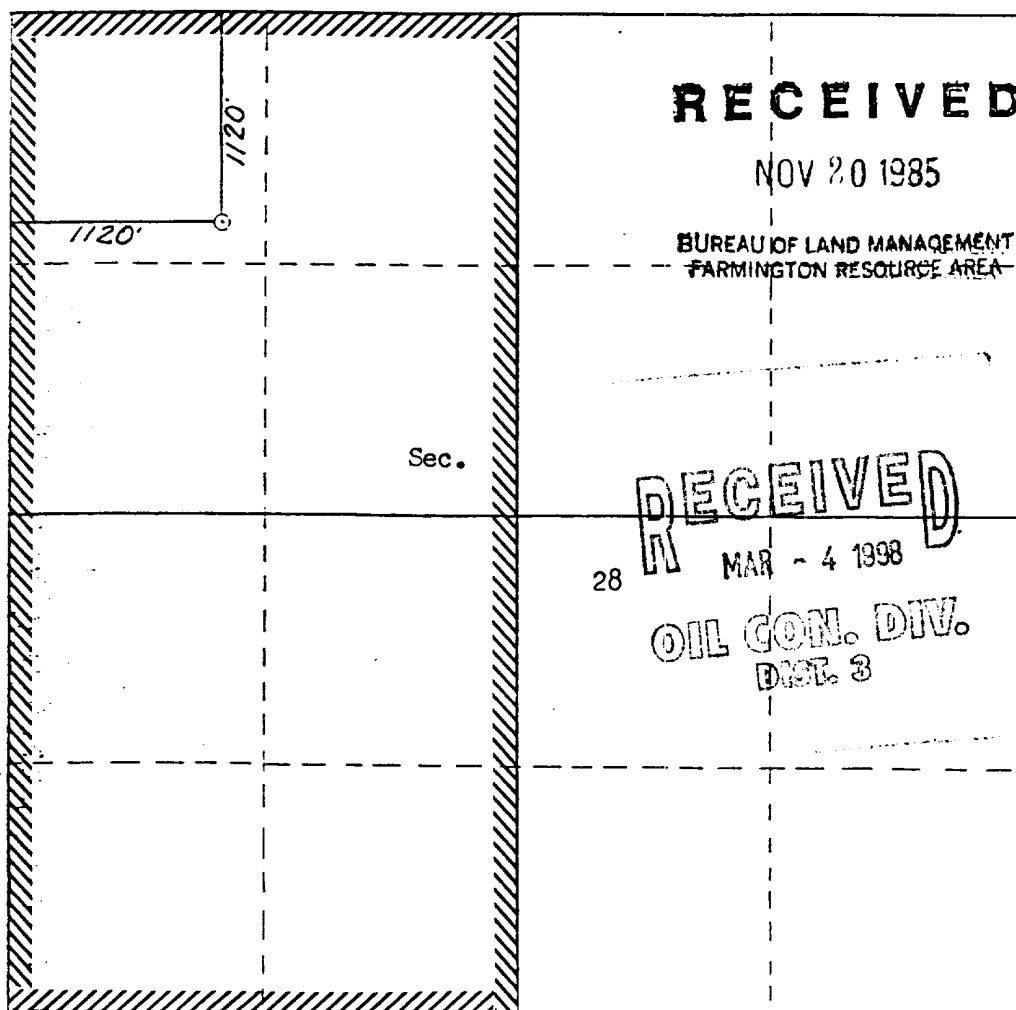 1120'
1120'
RECEIVED
NOV 20 1985
BUREAU OF LAND MANAGEMENT
FARMINGTON RESOURCE AREA
Sec.
28
RECEIVED
MAR - 4 1998
OIL CON. DIV.
DIST. 3